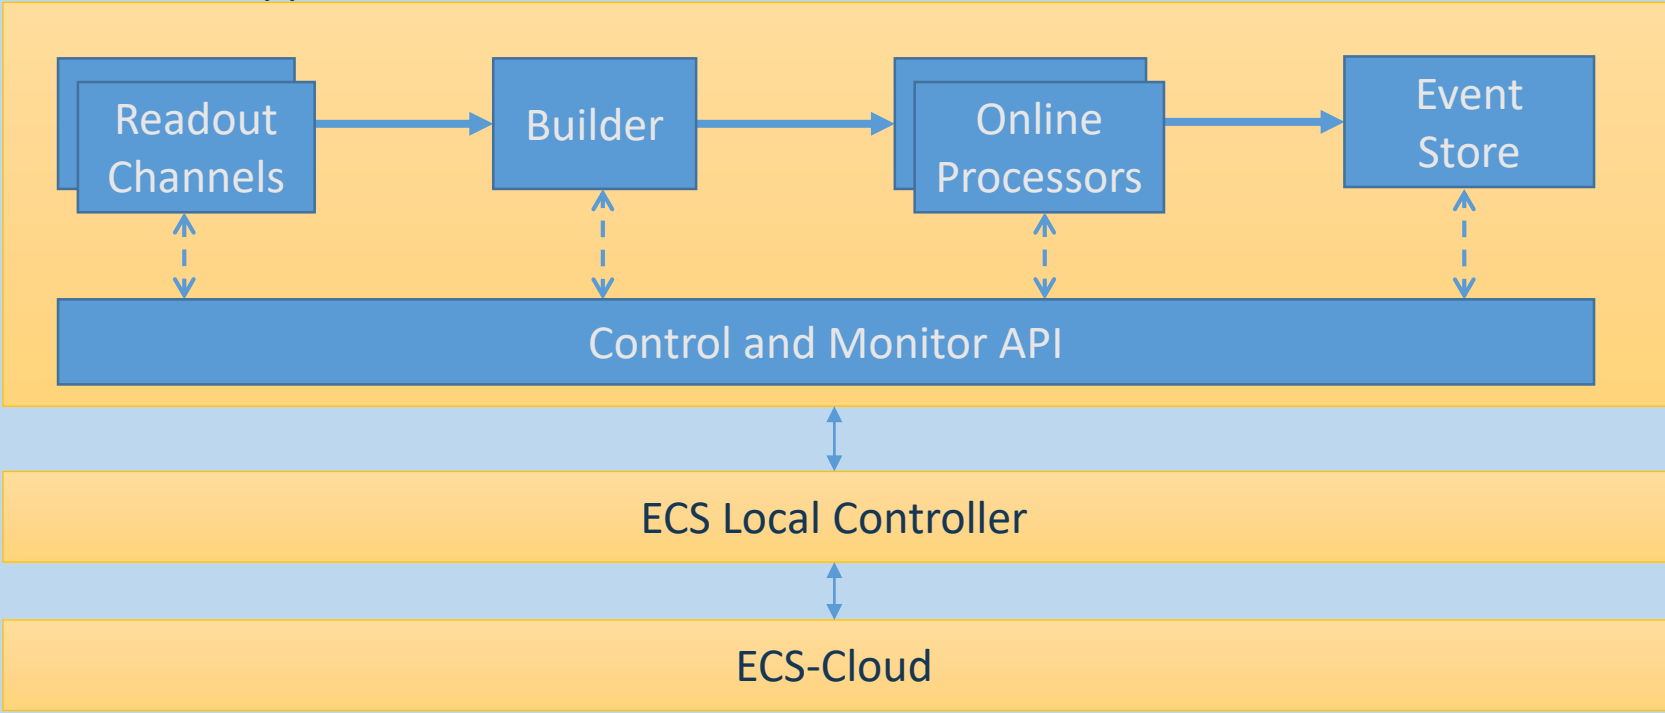 Readout
Channels
Builder
Online
Processors
Event
Store
Control and Monitor API
ECS Local Controller
ECS-Cloud